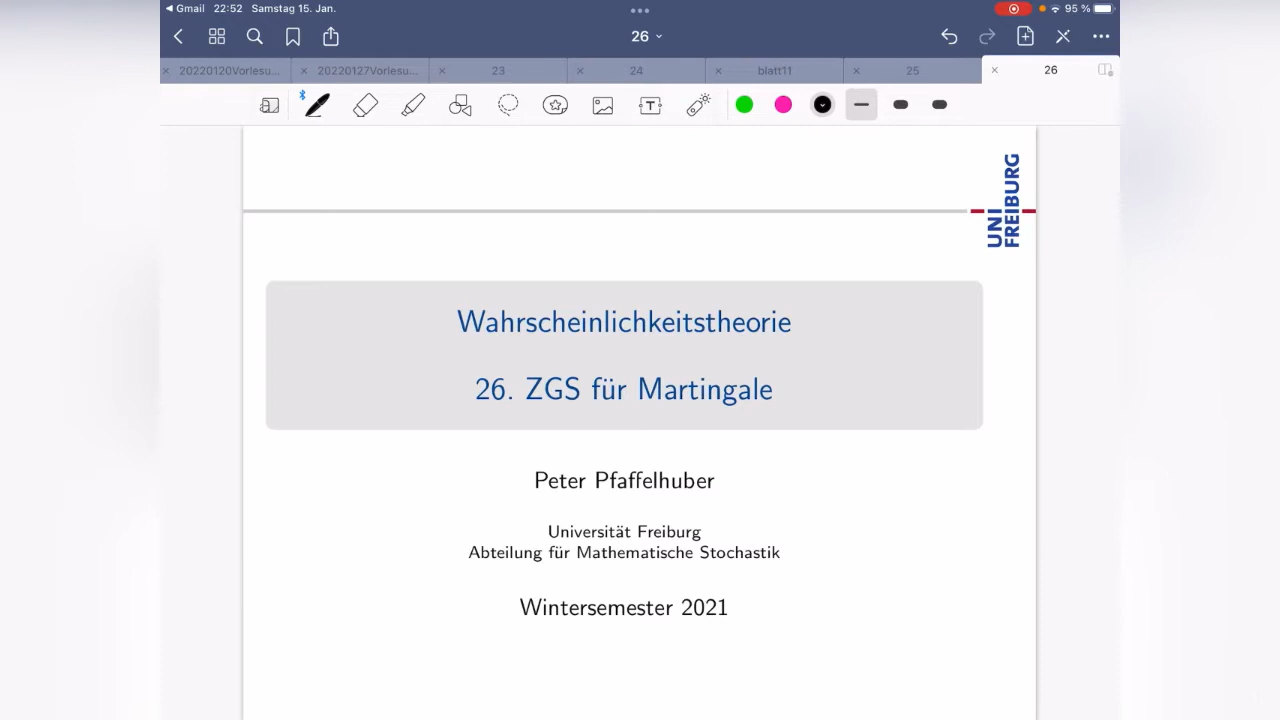 Gmail 22:52 Samstag 15. Jan. 95 %
26
20220120Vorlesu... 20220127Vorlesu... 23 24 blatt11 25 26
UNI
FREIBURG
Wahrscheinlichkeitstheorie
26. ZGS für Martingale
Peter Pfaffelhuber
Universität Freiburg
Abteilung für Mathematische Stochastik
Wintersemester 2021